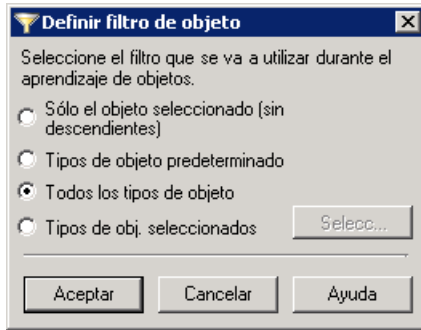 Definir filtro de objeto
Seleccione el filtro que se va a utilizar durante el
aprendizaje de objetos.
Sólo el objeto seleccionado (sin
descendientes)
Tipos de objeto predeterminado
Todos los tipos de objeto
Tipos de obj. seleccionados
Selecc...
Aceptar
Cancelar
Ayuda